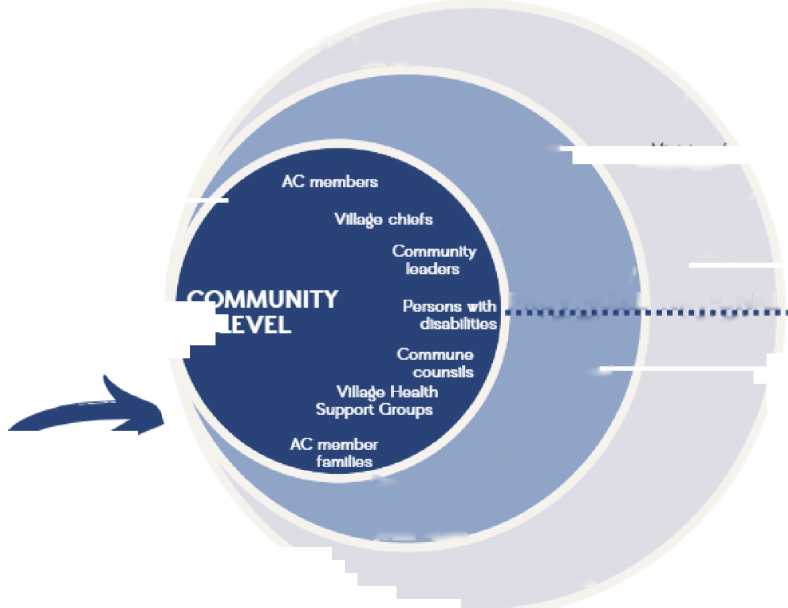 AC members
Village chiefs
Community
leaders
COMMUNITY
LEVEL
Persons with
disabilities
Commune
counsils
Village Health
Support Groups
AC member
families